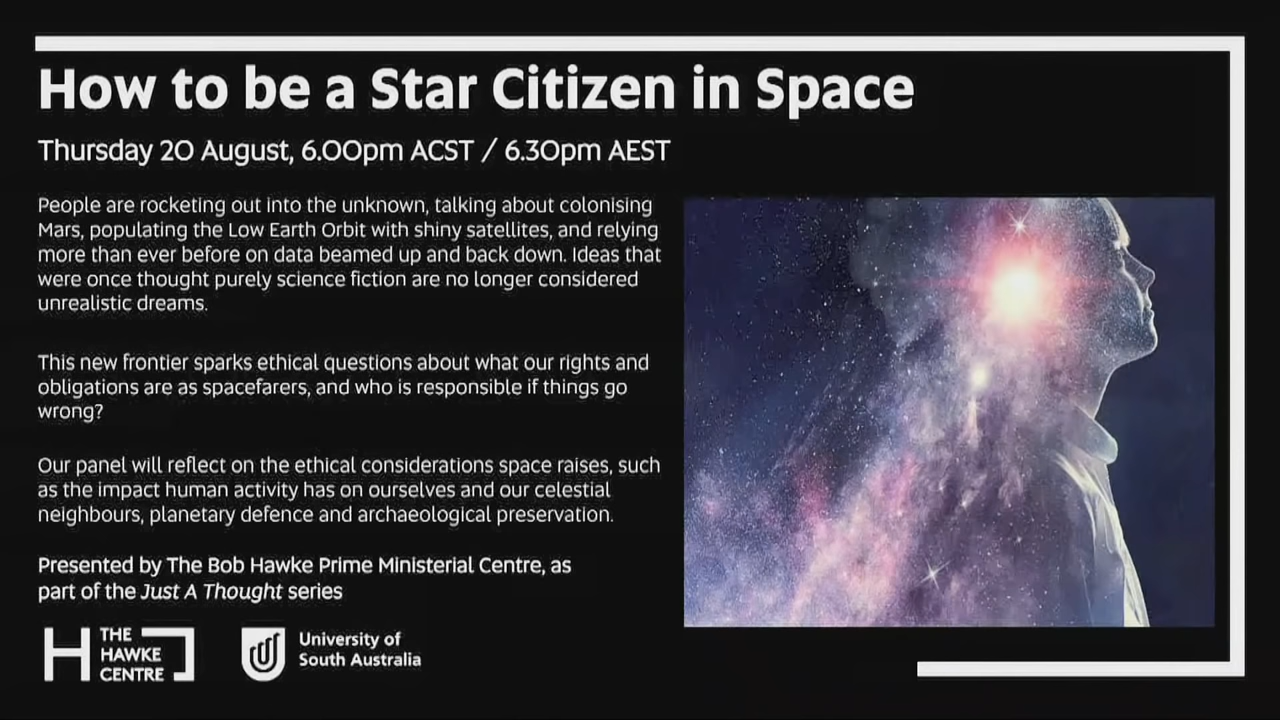 How to be a Star Citizen in Space
Thursday 20 August, 6.00pm ACST / 6.30pm AEST
People are rocketing out into the unknown, talking about colonising
Mars, populating the Low Earth Orbit with shiny satellites, and relying
more than ever before on data beamed up and back down. Ideas that
were once thought purely science fiction are no longer considered
unrealistic dreams.
This new frontier sparks ethical questions about what our rights and
obligations are as spacefarers, and who is responsible if things go
wrong?
Our panel will reflect on the ethical considerations space raises, such
as the impact human activity has on ourselves and our celestial
neighbours, planetary defence and archaeological preservation.
Presented by The Bob Hawke Prime Ministerial Centre, as
part of the Just A Thought series
H THE
HAWKE
CENTRE
University of
South Australia